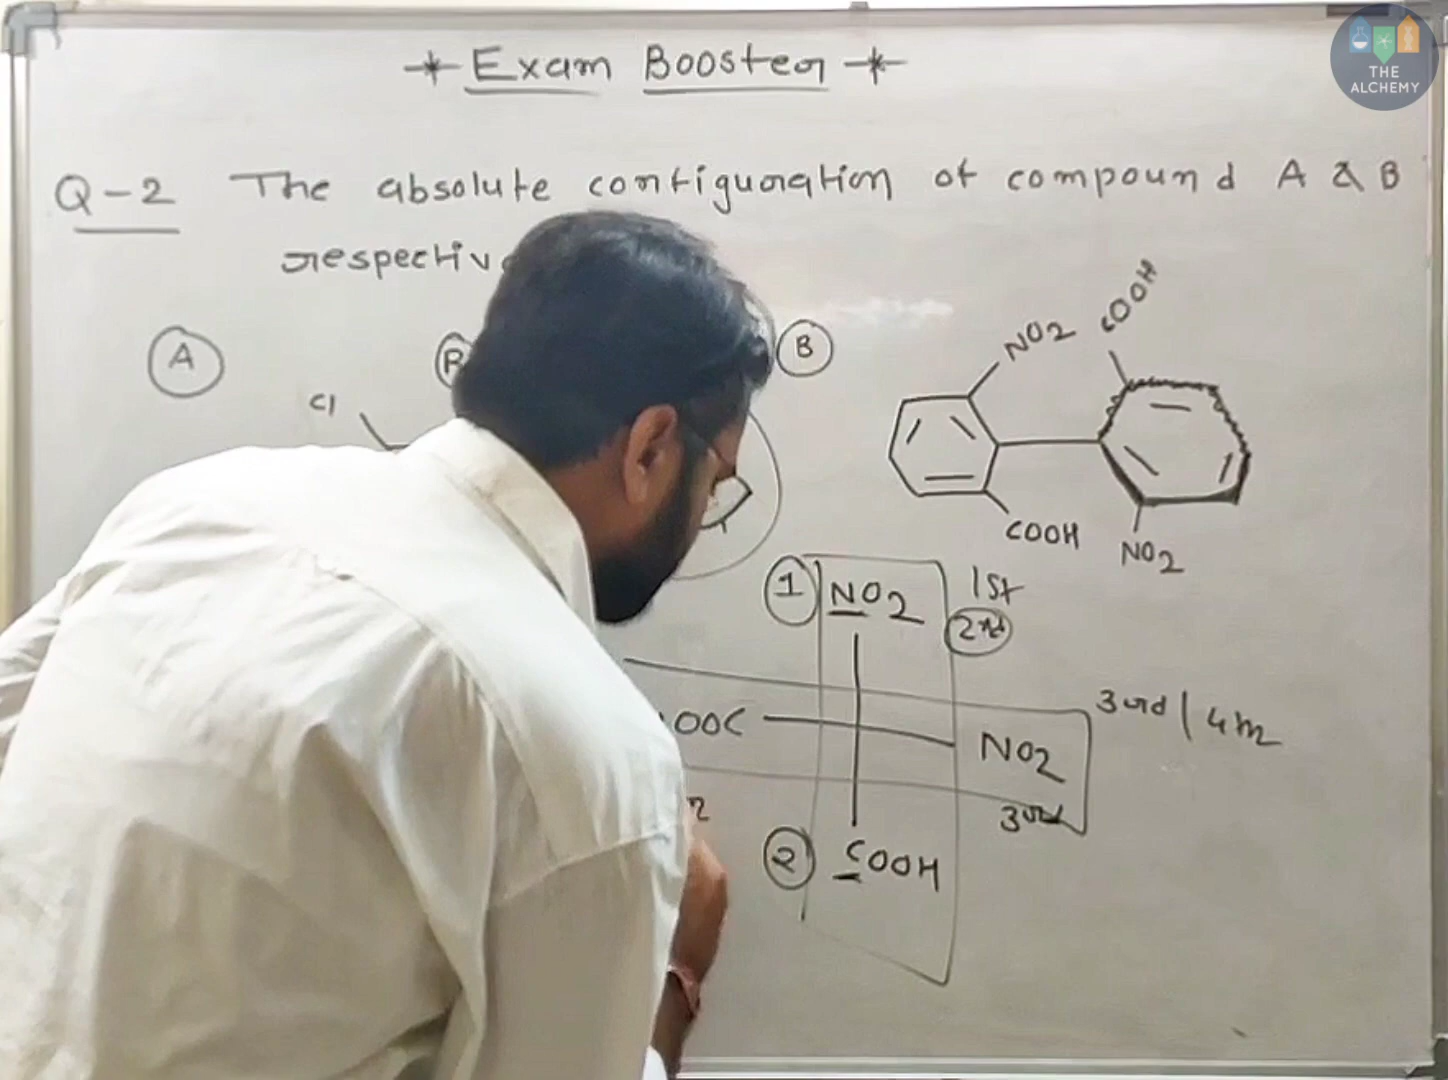 Exam Booster
THE
ALCHEMY
Q-2 The absolute configuration of compound A & B
A
B
Cl
NO2
COOH
COOH
NO2
1 NO2 1st
2nd
OOC NO2
3rd | 4th
3rd
2 COOH